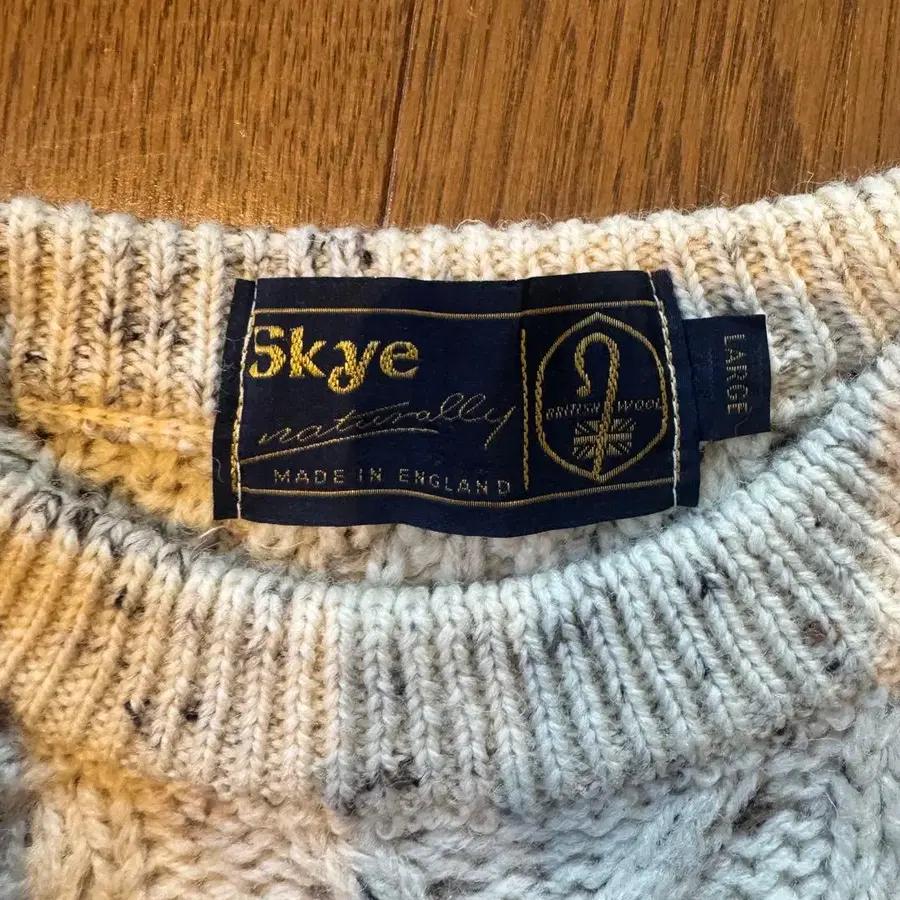 Skye
naturally
MADE IN ENGLAND
BRITISH WOOL
LARGE